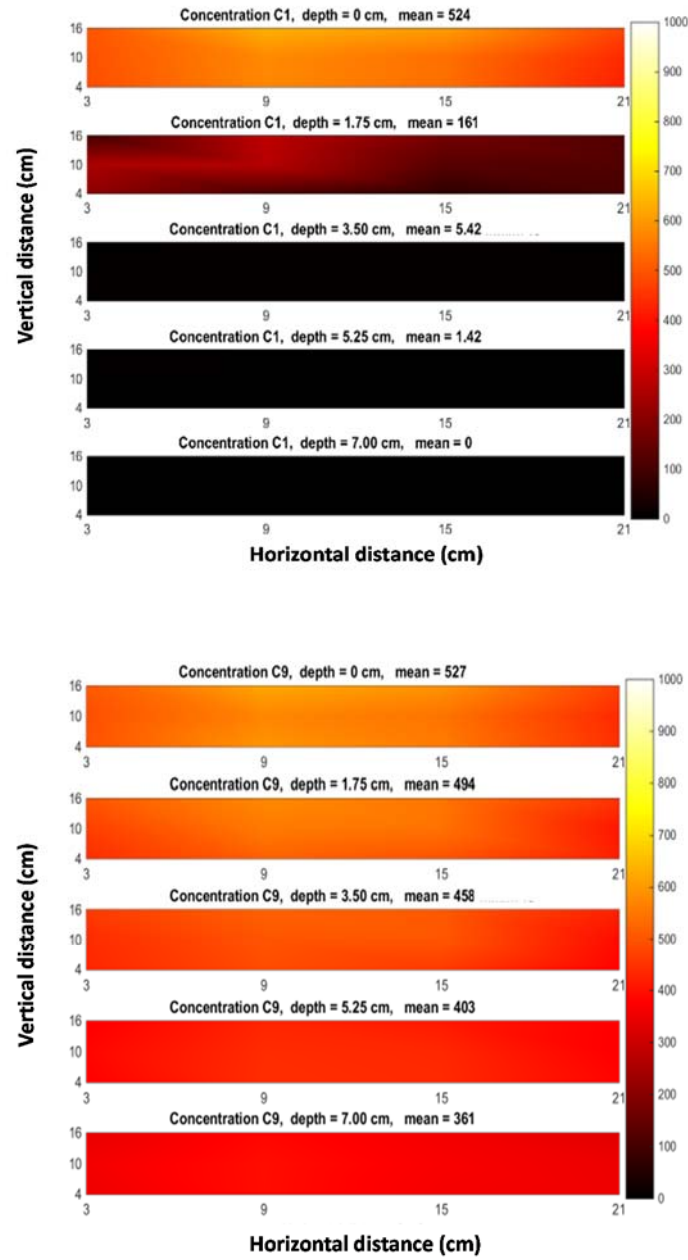 Concentration C1, depth = 0 cm, mean = 524
16
10
4
3 9 15 21
Concentration C1, depth = 1.75 cm, mean = 161
16
10
4
3 9 15 21
Concentration C1, depth = 3.50 cm, mean = 5.42
16
10
4
3 9 15 21
Concentration C1, depth = 5.25 cm, mean = 1.42
16
10
4
3 9 15 21
Concentration C1, depth = 7.00 cm, mean = 0
16
10
4
3 9 15 21
Vertical distance (cm)
Horizontal distance (cm)
1000
900
800
700
600
500
400
300
200
100
0
Concentration C9, depth = 0 cm, mean = 527
16
10
4
3 9 15 21
Concentration C9, depth = 1.75 cm, mean = 494
16
10
4
3 9 15 21
Concentration C9, depth = 3.50 cm, mean = 458
16
10
4
3 9 15 21
Concentration C9, depth = 5.25 cm, mean = 403
16
10
4
3 9 15 21
Concentration C9, depth = 7.00 cm, mean = 361
16
10
4
3 9 15 21
Vertical distance (cm)
Horizontal distance (cm)
1000
900
800
700
600
500
400
300
200
100
0